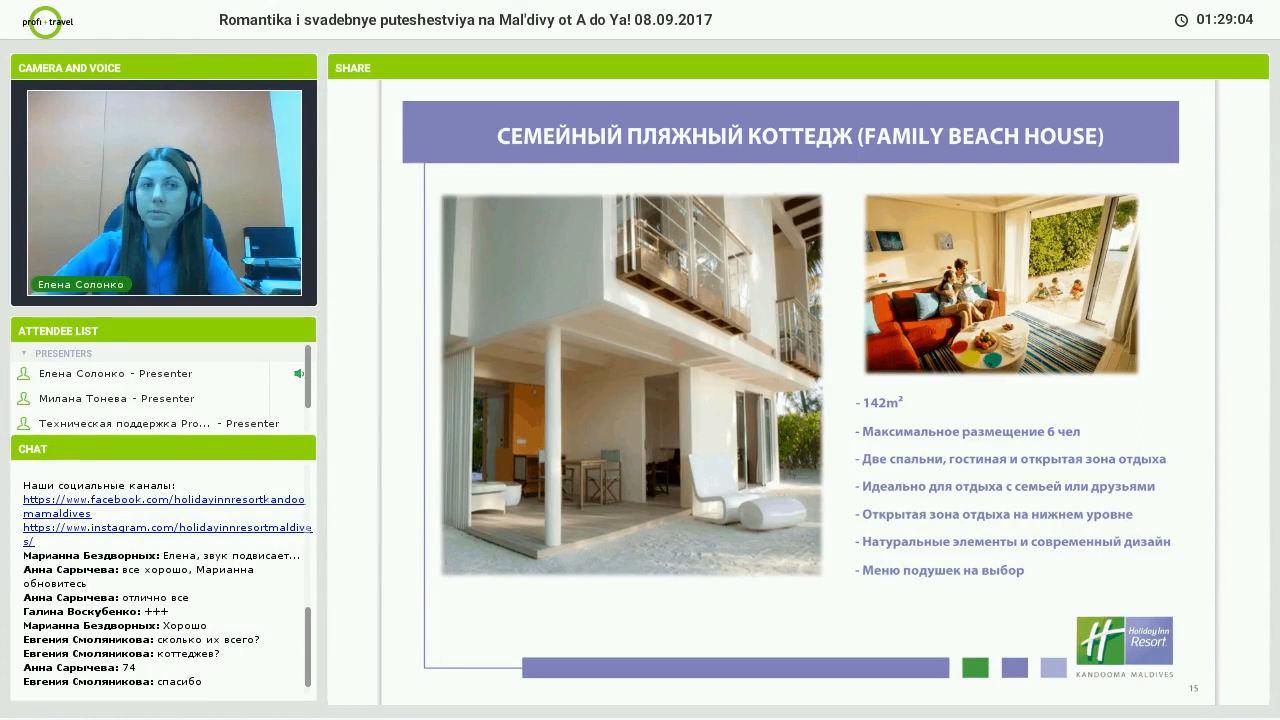 profi travel
Romantika i svadebnye puteshestviya na Mal'divy ot A do Ya! 08.09.2017
01:29:04
CAMERA AND VOICE
Елена Солонко
ATTENDEE LIST
PRESENTERS
Елена Солонко - Presenter
Милана Тонева - Presenter
Техническая поддержка Pro... - Presenter
CHAT
Наши социальные каналы:
https://www.facebook.com/holidayinnresortkandoo
mamaldives
https://www.instagram.com/holidayinnresortmaldive
s/
Марианна Бездворных: Елена, звук подвисает...
Анна Сарычева: все хорошо, Марианна
обновитесь
Анна Сарычева: отлично все
Галина Воскубенко: +++
Марианна Бездворных: Хорошо
Евгения Смоляникова: сколько их всего?
Евгения Смоляникова: коттеджев?
Анна Сарычева: 74
Евгения Смоляникова: спасибо
SHARE
СЕМЕЙНЫЙ ПЛЯЖНЫЙ КОТТЕДЖ (FAMILY BEACH HOUSE)
- 142m²
- Максимальное размещение 6 чел
- Две спальни, гостиная и открытая зона отдыха
- Идеально для отдыха с семьей или друзьями
- Открытая зона отдыха на нижнем уровне
- Натуральные элементы и современный дизайн
- Меню подушек на выбор
H Holiday Inn
Resort
KANDOOMA MALDIVES
15